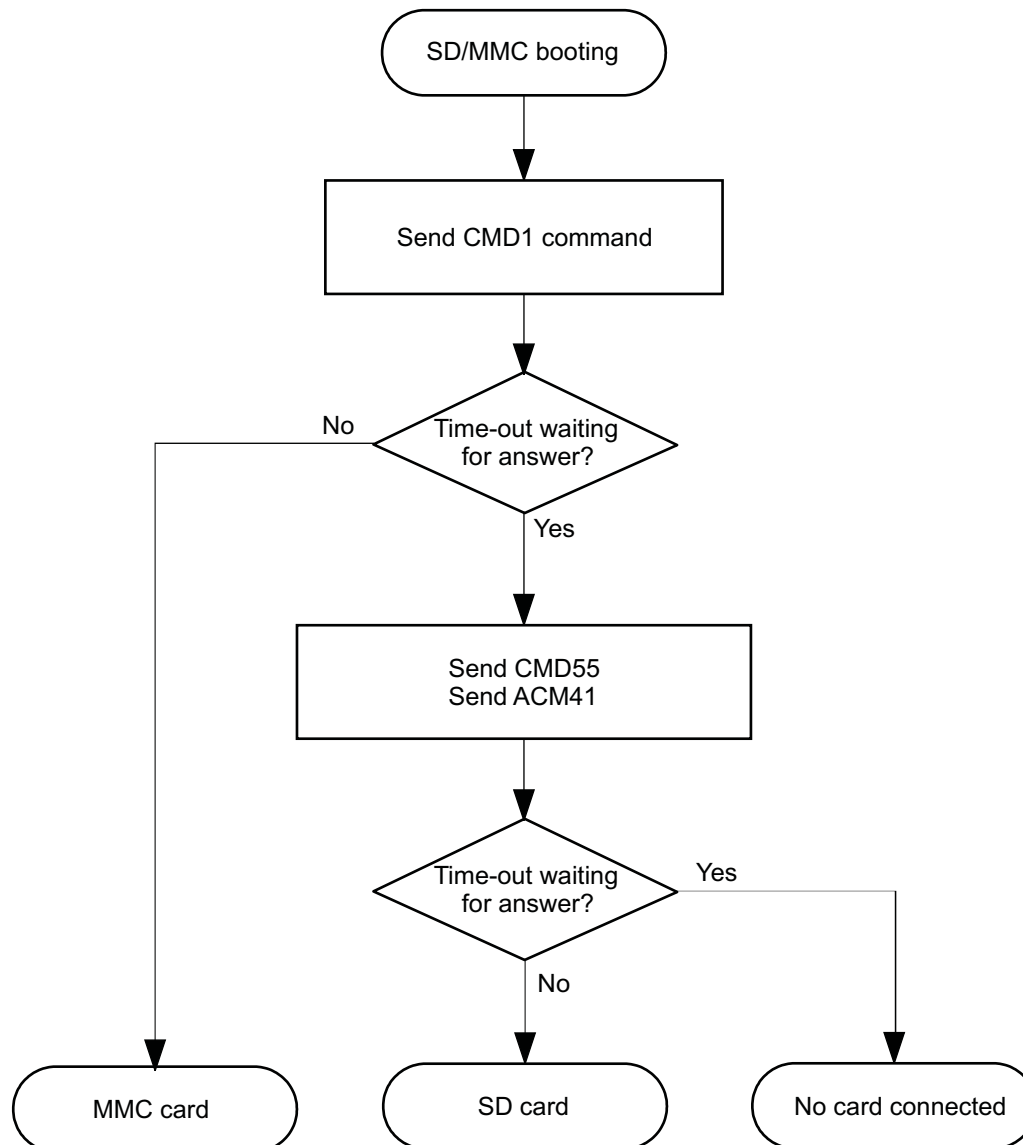 SD/MMC booting
Send CMD1 command
No
Time-out waiting
for answer?
Yes
Send CMD55
Send ACM41
Time-out waiting
for answer?
Yes
No
MMC card
SD card
No card connected